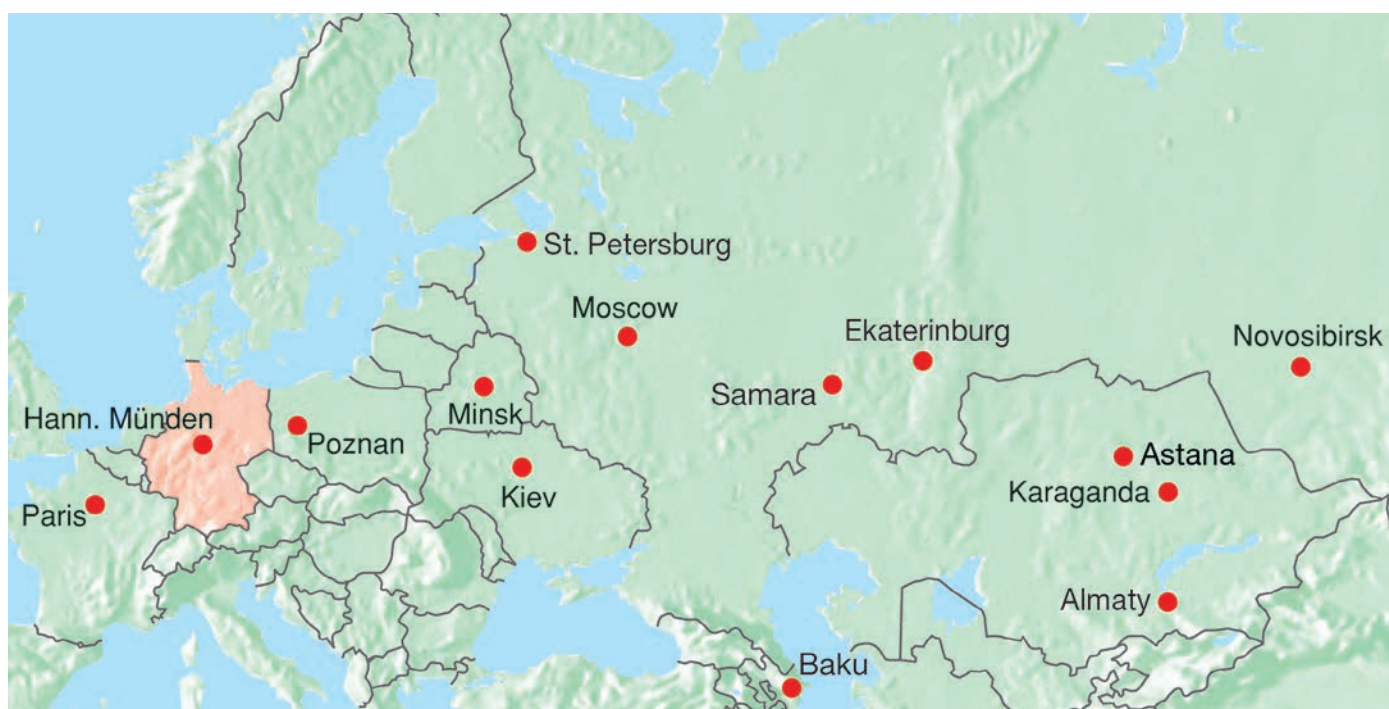 St. Petersburg
Moscow
Ekaterinburg
Novosibirsk
Samara
Minsk
Hann. Münden
Poznan
Astana
Kiev
Karaganda
Paris
Almaty
Baku